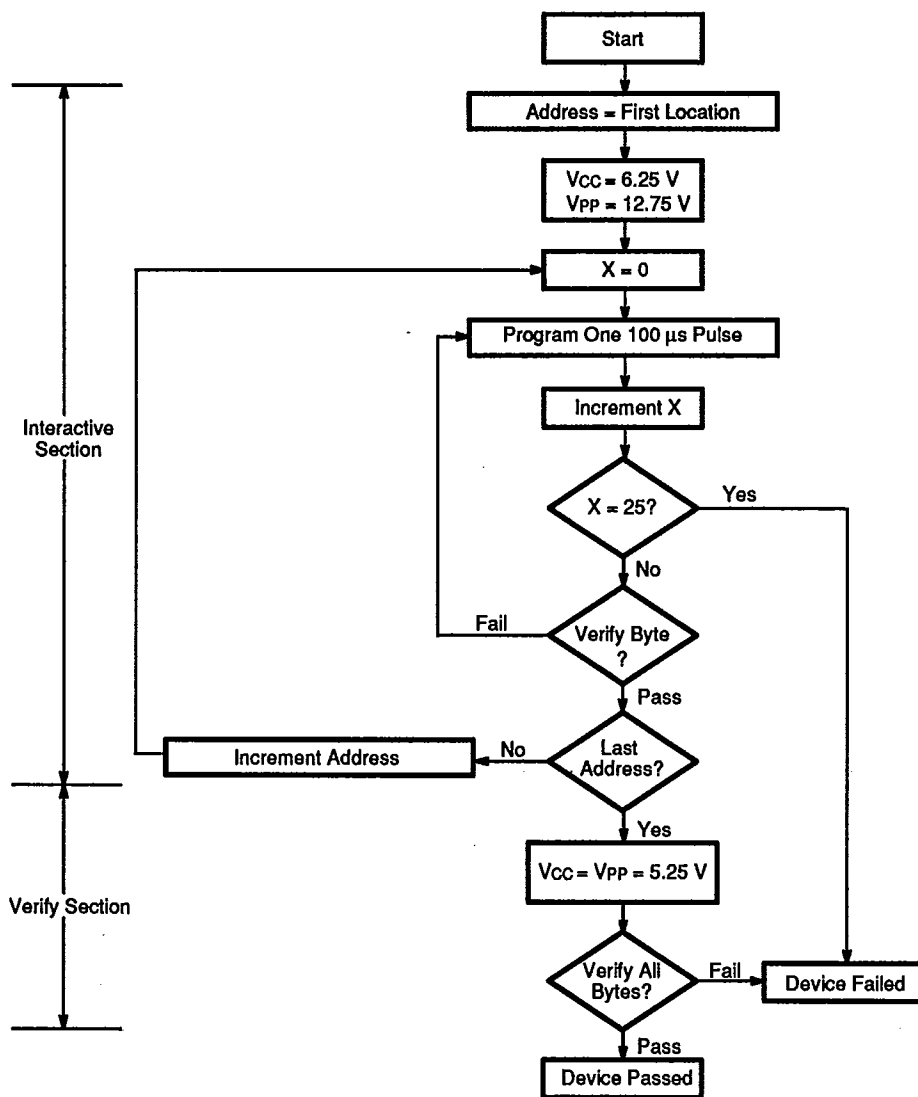 Start
Address = First Location
VCC = 6.25 V
VPP = 12.75 V
X = 0
Program One 100 µs Pulse
Increment X
Interactive
Section
X = 25?
Yes
No
Fail
Verify Byte
?
Pass
Increment Address
No
Last
Address?
Yes
VCC = VPP = 5.25 V
Verify Section
Verify All
Bytes?
Fail
Device Failed
Pass
Device Passed